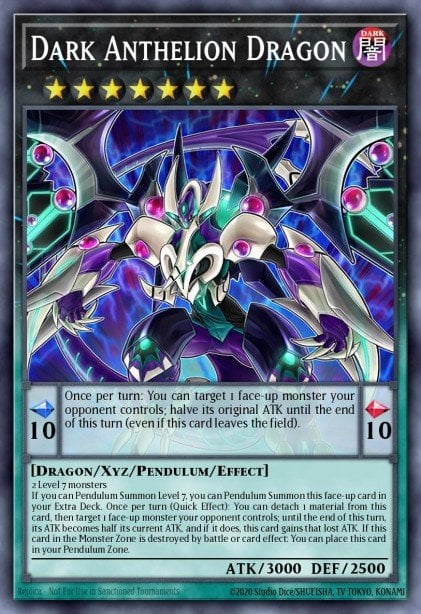 DARK ANTHELION DRAGON
DARK
闇
Once per turn: You can target 1 face-up monster your
opponent controls; halve its original ATK until the end
of this turn (even if this card leaves the field).
10
10
[DRAGON/XYZ/PENDULUM/EFFECT]
2 Level 7 monsters
If you can Pendulum Summon Level 7, you can Pendulum Summon this face-up card in
your Extra Deck. Once per turn (Quick Effect): You can detach 1 material from this
card, then target 1 face-up monster your opponent controls; until the end of this turn,
its ATK becomes half its current ATK, and if it does, this card gains that lost ATK. If this
card in the Monster Zone is destroyed by battle or card effect: You can place this card
in your Pendulum Zone.
ATK/3000 DEF/2500
Replica - Not For Use in Sanctioned Tournaments
©2020 Studio Dice/SHUEISHA, TV TOKYO, KONAMI